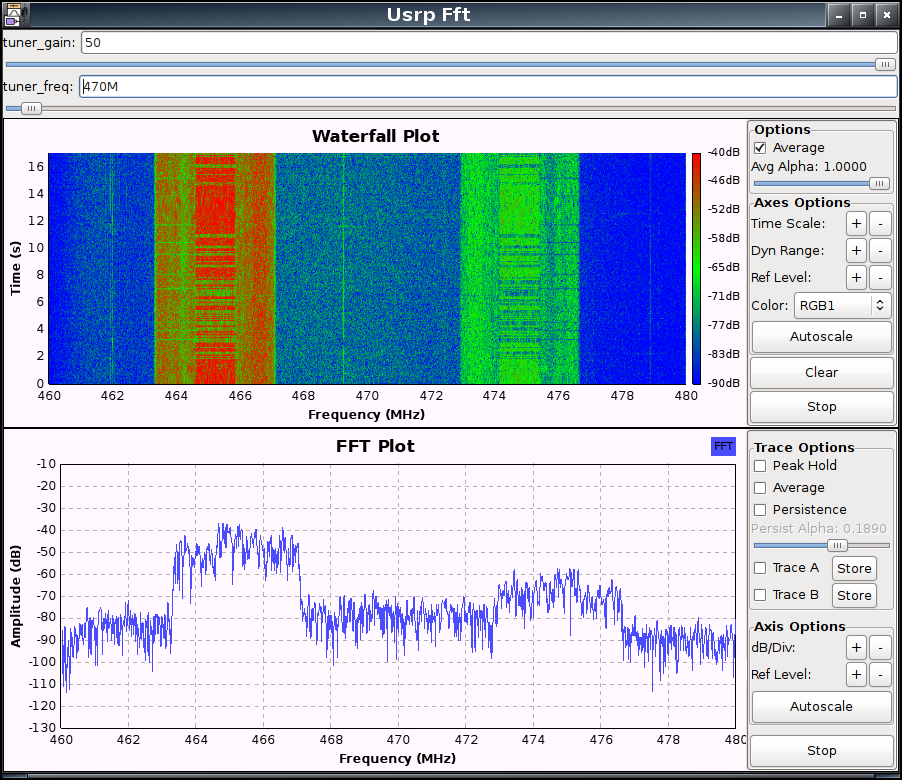 Usrp Fft
tuner_gain: 50
tuner_freq: 470M
Waterfall Plot
Time (s)
16
14
12
10
8
6
4
2
0
460 462 464 466 468 470 472 474 476 478 480
Frequency (MHz)
-40dB
-46dB
-52dB
-58dB
-65dB
-71dB
-77dB
-83dB
-90dB
Options
Average
Avg Alpha: 1.0000
Axes Options
Time Scale: + -
Dyn Range: + -
Ref Level: + -
Color: RGB1
Autoscale
Clear
Stop
FFT Plot
FFT
Amplitude (dB)
-10
-20
-30
-40
-50
-60
-70
-80
-90
-100
-110
-120
-130
460 462 464 466 468 470 472 474 476 478 480
Frequency (MHz)
Trace Options
Peak Hold
Average
Persistence
Persist Alpha: 0.1890
Trace A Store
Trace B Store
Axis Options
dB/Div: + -
Ref Level: + -
Autoscale
Stop